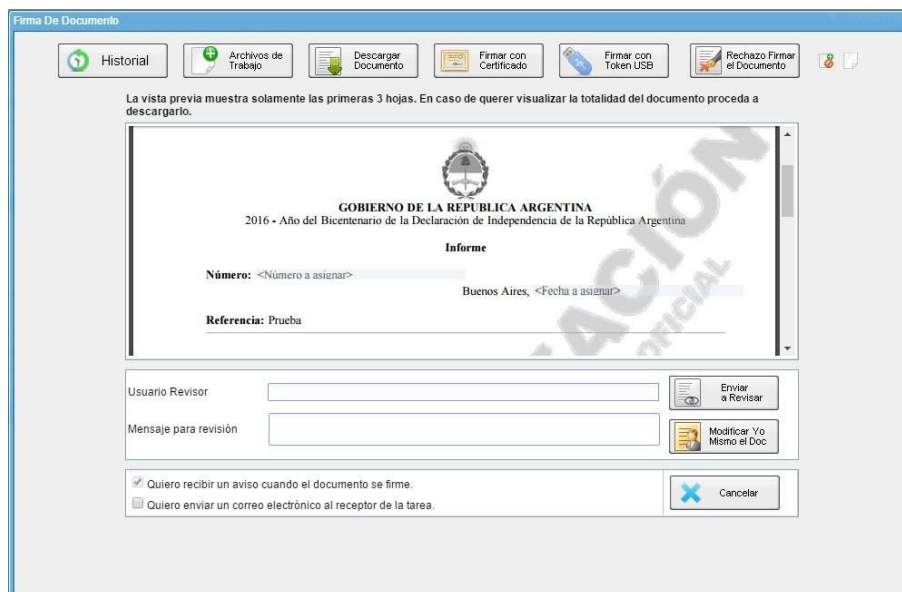 Firma De Documento
Historial
Archivos de
Trabajo
Descargar
Documento
Firmar con
Certificado
Firmar con
Token USB
Rechazo Firmar
el Documento
La vista previa muestra solamente las primeras 3 hojas. En caso de querer visualizar la totalidad del documento proceda a
descargarlo.
GOBIERNO DE LA REPUBLICA ARGENTINA
2016 - Año del Bicentenario de la Declaración de Independencia de la República Argentina
Informe
Número: <Número a asignar>
Buenos Aires, <Fecha a asignar>
Referencia: Prueba
TACIÓN
OFICIAL
Usuario Revisor
Enviar
a Revisar
Mensaje para revisión
Modificar Yo
Mismo el Doc
Quiero recibir un aviso cuando el documento se firme.
Quiero enviar un correo electrónico al receptor de la tarea.
Cancelar